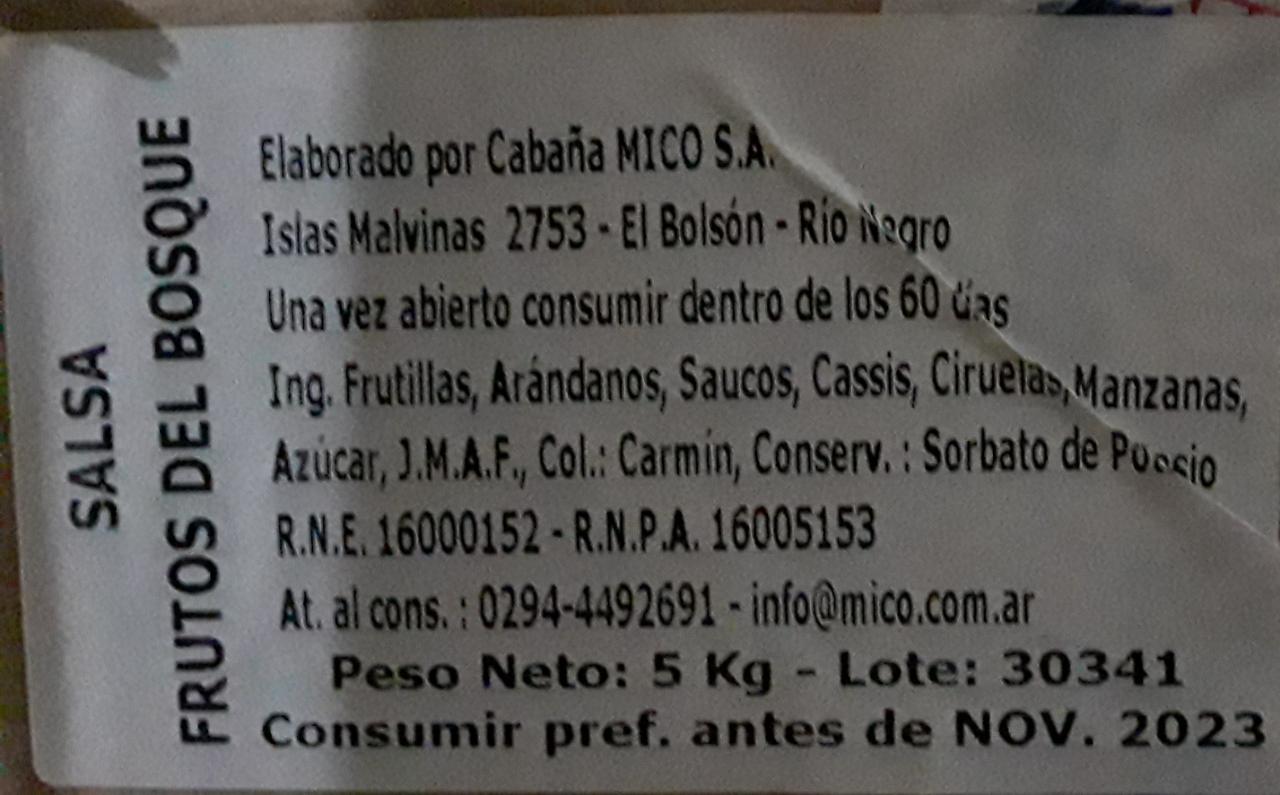 SALSA
FRUTOS DEL BOSQUE
Elaborado por Cabaña MICO S.A.
Islas Malvinas 2753 - El Bolsón - Río Negro
Una vez abierto consumir dentro de los 60 días
Ing. Frutillas, Arándanos, Saucos, Cassis, Ciruelas, Manzanas,
Azúcar, J.M.A.F., Col.: Carmín, Conserv. : Sorbato de Potasio
R.N.E. 16000152 - R.N.P.A. 16005153
At. al cons. : 0294-4492691 - info@mico.com.ar
Peso Neto: 5 Kg - Lote: 30341
Consumir pref. antes de NOV. 2023